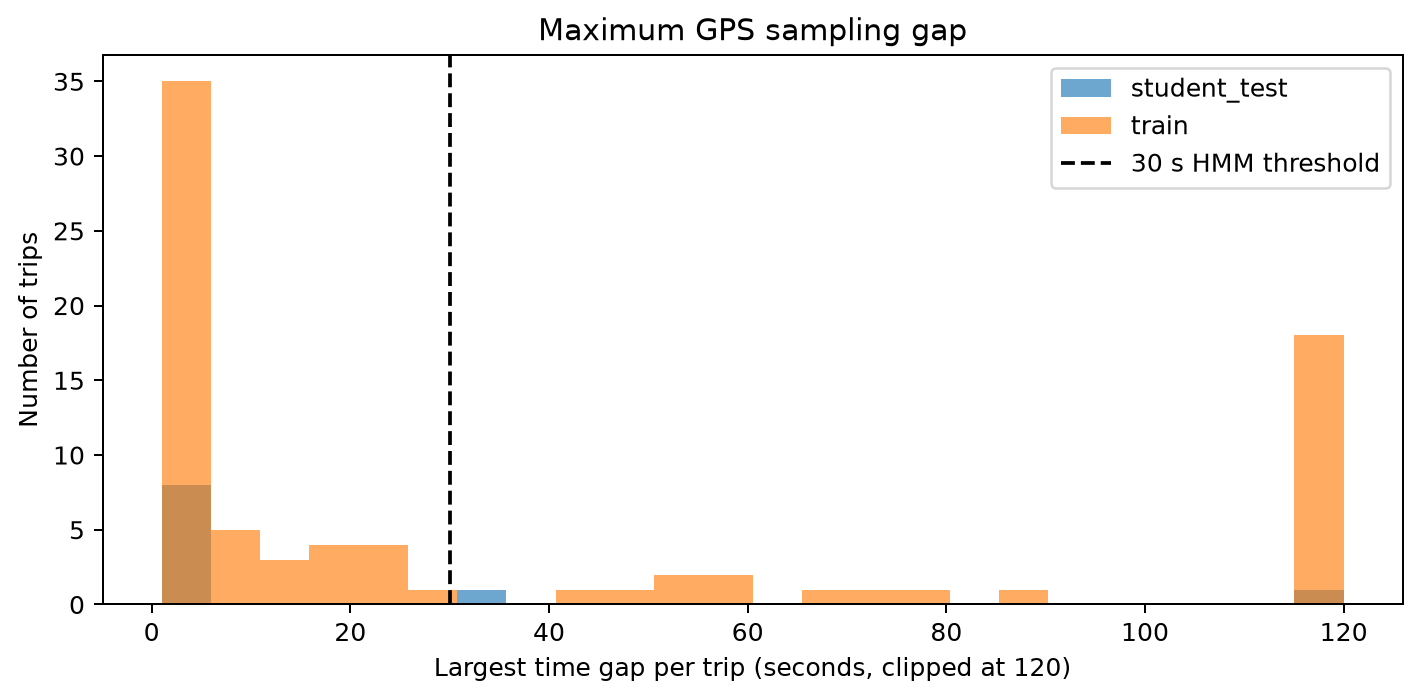 Maximum GPS sampling gap
student_test
train
30 s HMM threshold
Number of trips
35
30
25
20
15
10
5
0
0 20 40 60 80 100 120
Largest time gap per trip (seconds, clipped at 120)